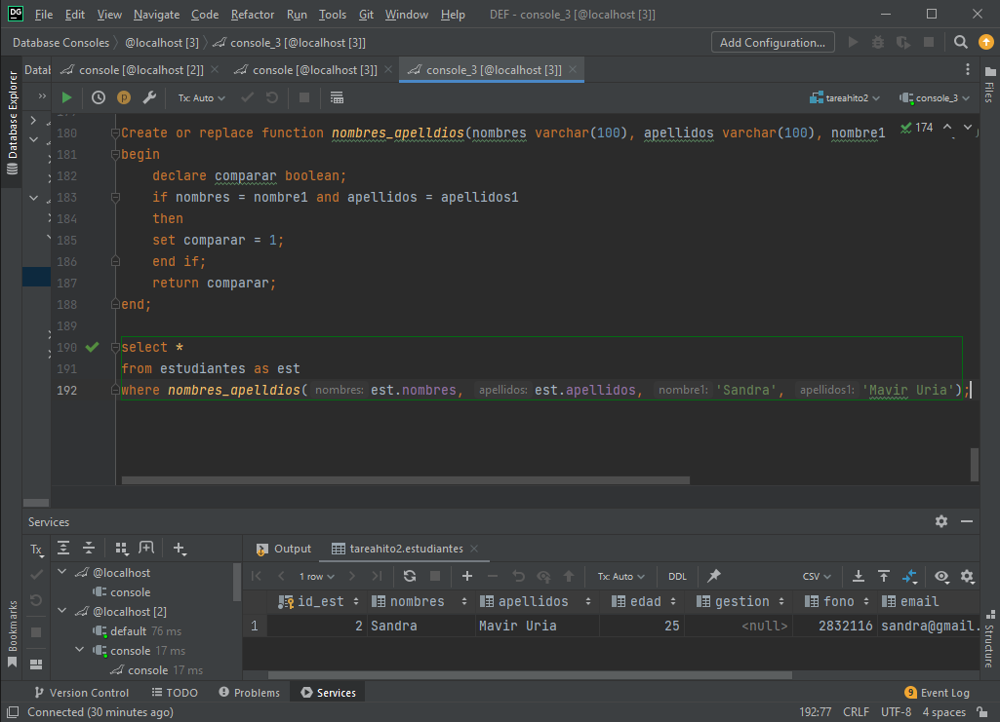 DG File Edit View Navigate Code Refactor Run Tools Git Window Help DEF - console_3 [@localhost [3]]
Database Consoles @localhost [3] console_3 [@localhost [3]] Add Configuration...
Datal console [@localhost [2]] console [@localhost [3]] console_3 [@localhost [3]]
Tx: Auto tareahito2 console_3
Database Explorer
Files
180 Create or replace function nombres_apelldios(nombres varchar(100), apellidos varchar(100), nombre1 174
181 begin
182 declare comparar boolean;
183 if nombres = nombre1 and apellidos = apellidos1
184 then
185 set comparar = 1;
186 end if;
187 return comparar;
188 end;
189
190 select *
191 from estudiantes as est
192 where nombres_apelldios( nombres: est.nombres, apellidos: est.apellidos, nombre1: 'Sandra', apellidos1: 'Mavir Uria');
Services
Tx Output tareahito2.estudiantes
@localhost 1 row Tx: Auto DDL CSV
console id_est nombres apellidos edad gestion fono email
@localhost [2] 1 2 Sandra Mavir Uria 25 <null> 2832116 sandra@gmail.
default 76 ms
console 17 ms
console 17 ms
Bookmarks
Structure
Version Control TODO Problems Services 9 Event Log
Connected (30 minutes ago) 192:77 CRLF UTF-8 4 spaces